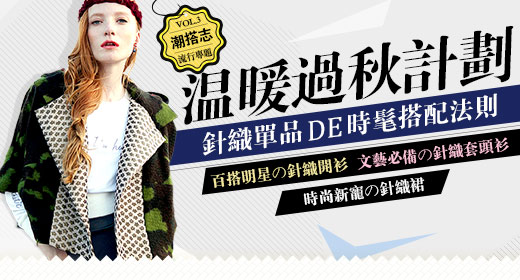 VOL.3
潮搭志
流行專題
温暖過秋計劃
針織單品DE時髦搭配法則
百搭明星の針織開衫 文藝必備の針織套頭衫
時尚新寵の針織裙